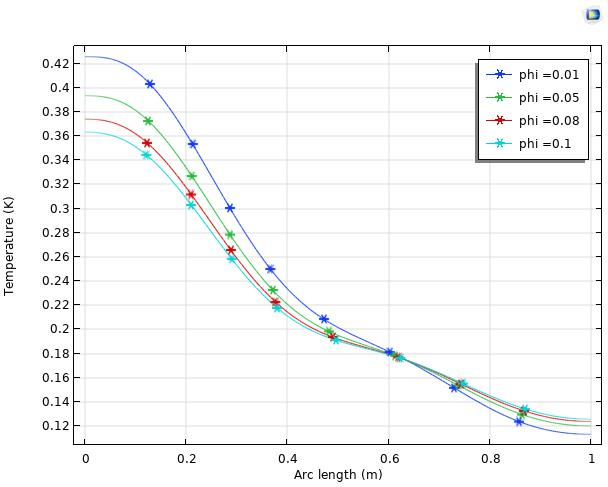 phi =0.01
phi =0.05
phi =0.08
phi =0.1
Temperature (K)
0.42
0.4
0.38
0.36
0.34
0.32
0.3
0.28
0.26
0.24
0.22
0.2
0.18
0.16
0.14
0.12
0 0.2 0.4 0.6 0.8 1
Arc length (m)